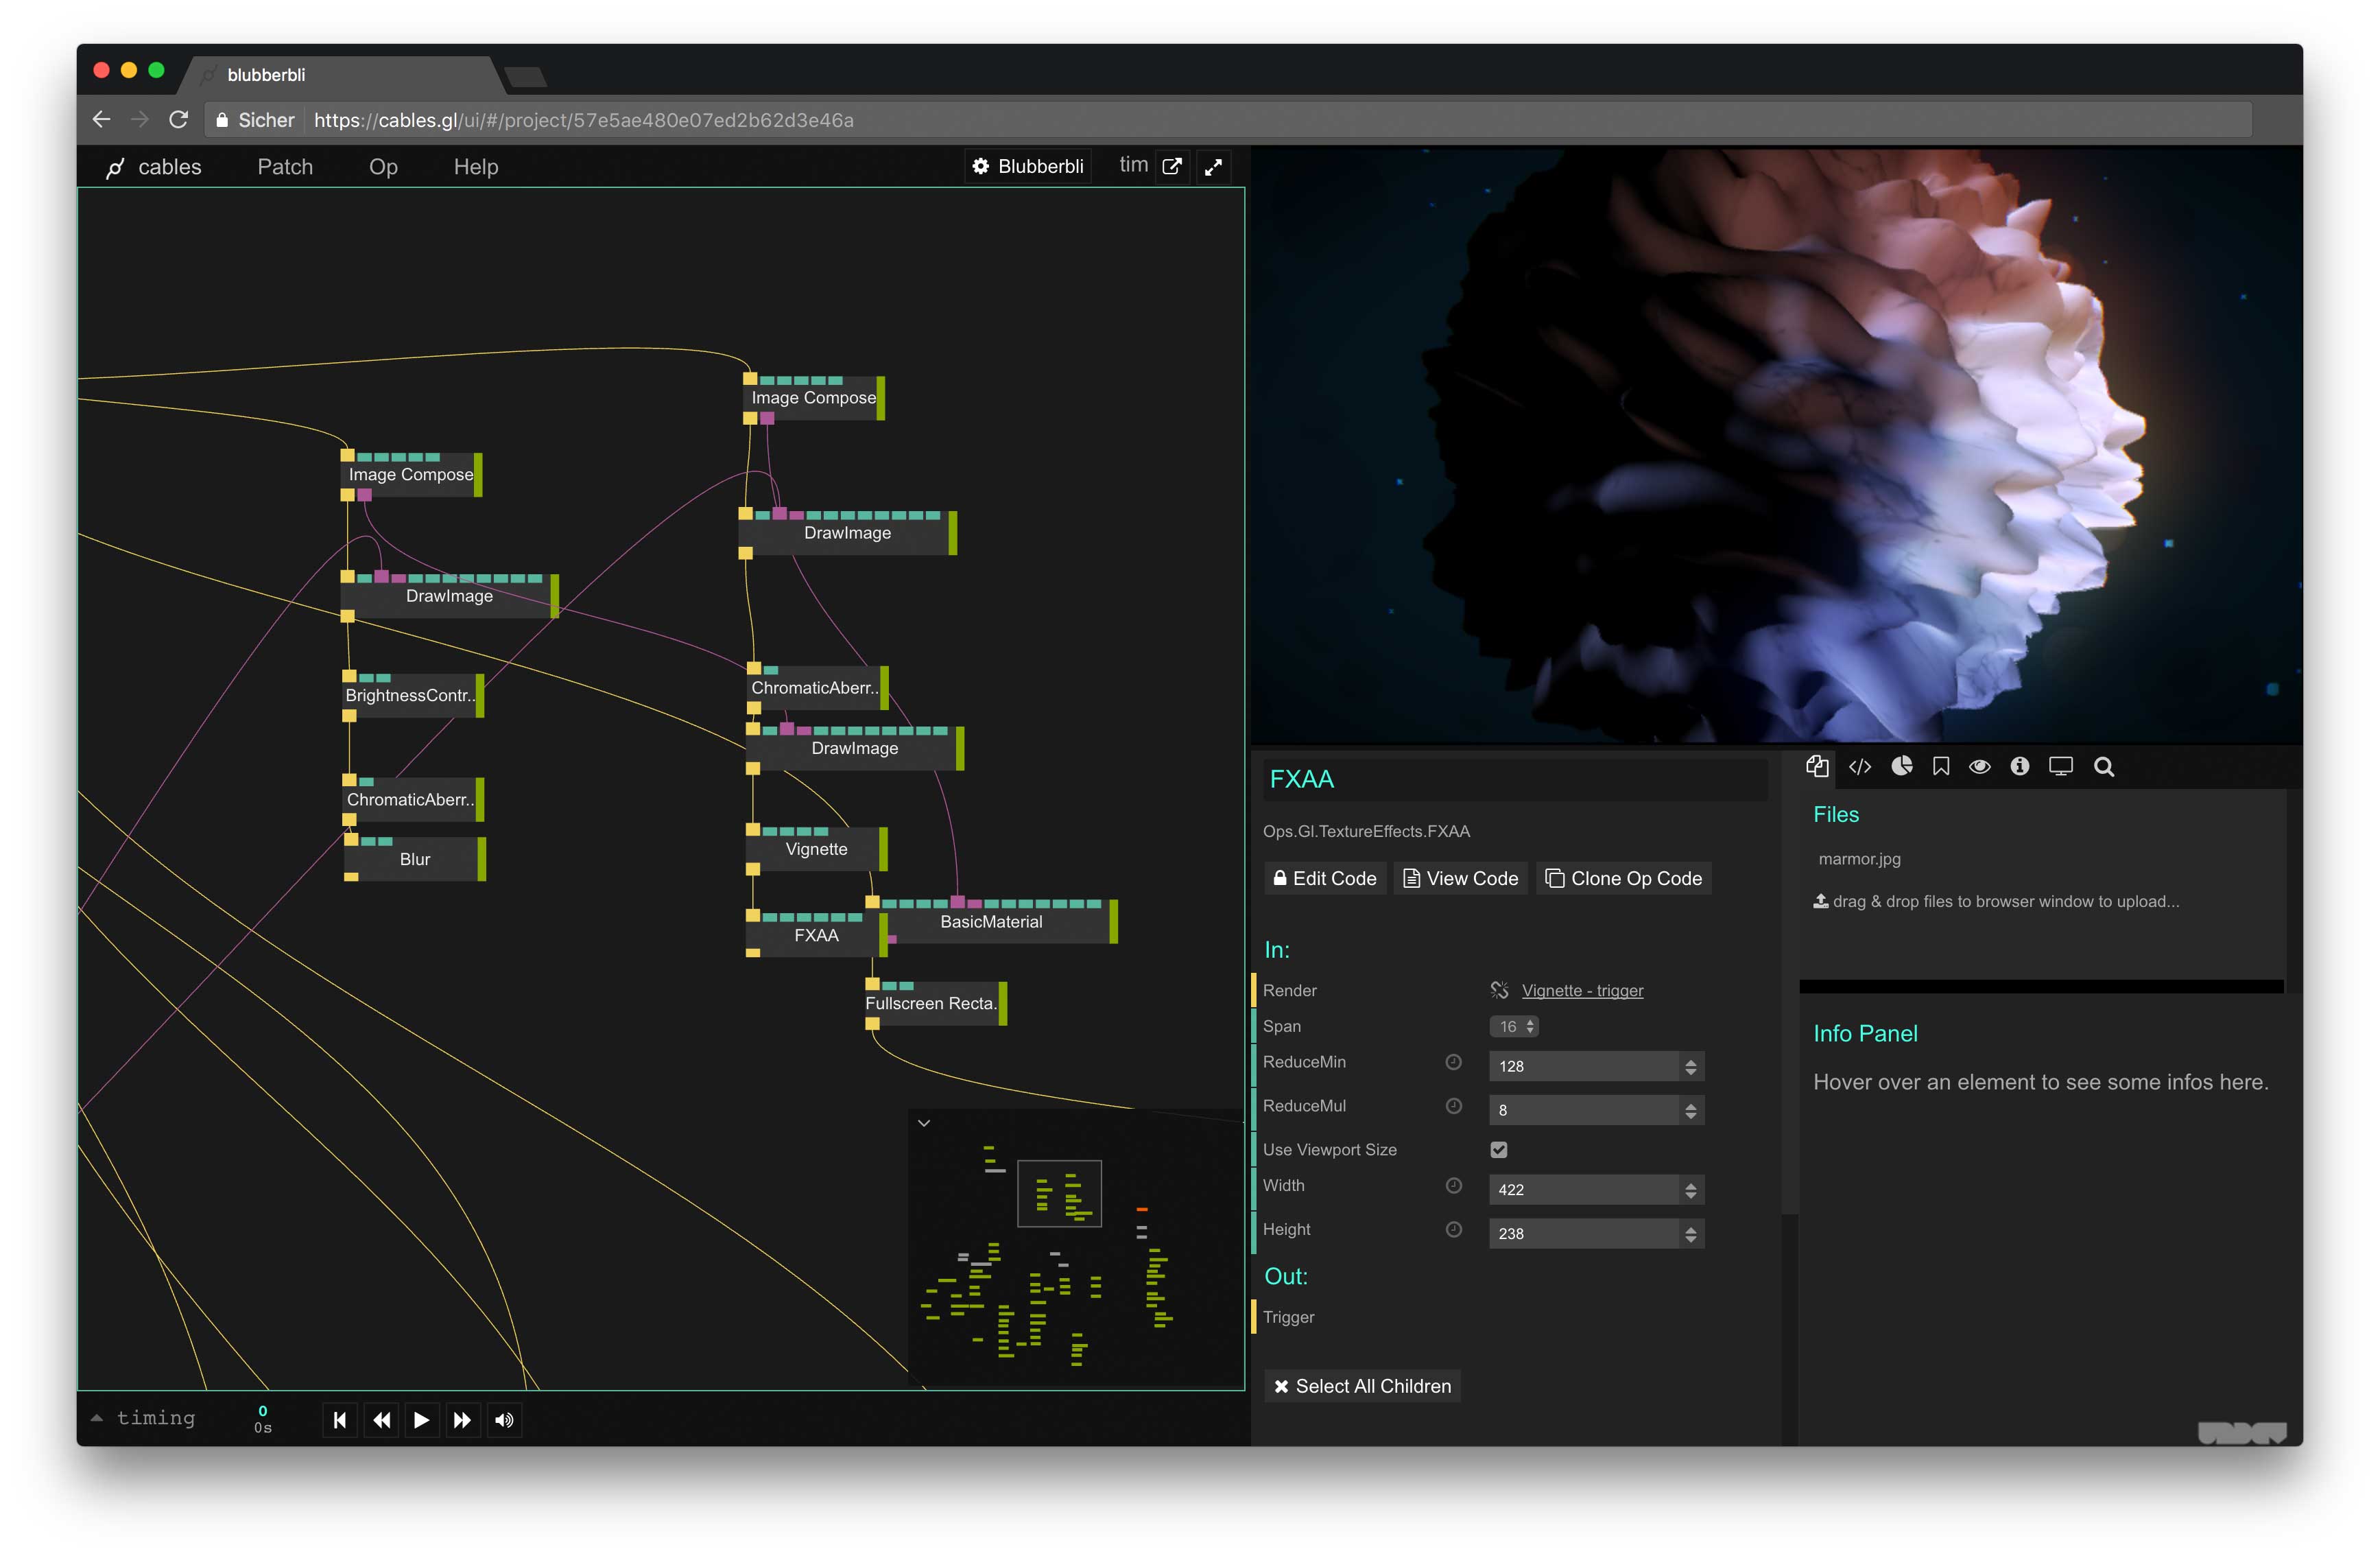 blubberbli
Sicher https://cables.gl/ui/#/project/57e5ae480e07ed2b62d3e46a
cables Patch Op Help Blubberbli tim
Image Compose
Image Compose
DrawImage
DrawImage
ChromaticAberr..
BrightnessContr..
DrawImage
ChromaticAberr..
Vignette
Blur
BasicMaterial
FXAA
Fullscreen Recta.
timing 0
0s
FXAA
Ops.Gl.TextureEffects.FXAA
Edit Code View Code Clone Op Code
In:
Render Vignette - trigger
Span 16
ReduceMin 128
ReduceMul 8
Use Viewport Size
Width 422
Height 238
Out:
Trigger
Select All Children
Files
marmor.jpg
drag & drop files to browser window to upload...
Info Panel
Hover over an element to see some infos here.